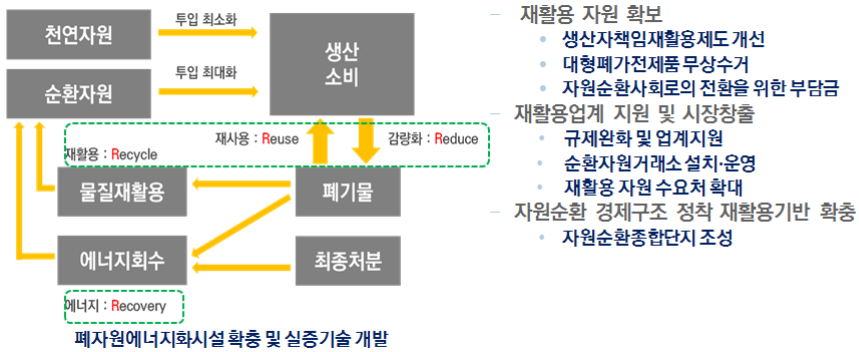 천연자원
투입 최소화
생산
소비
순환자원
투입 최대화
재사용 : Reuse
감량화 : Reduce
재활용 : Recycle
물질재활용
폐기물
에너지회수
최종처분
에너지 : Recovery
폐자원에너지화시설 확충 및 실증기술 개발
– 재활용 자원 확보
• 생산자책임재활용제도 개선
• 대형폐가전제품 무상수거
• 자원순환사회로의 전환을 위한 부담금
– 재활용업계 지원 및 시장창출
• 규제완화 및 업계지원
• 순환자원거래소 설치·운영
• 재활용 자원 수요처 확대
– 자원순환 경제구조 정착 재활용기반 확충
• 자원순환종합단지 조성